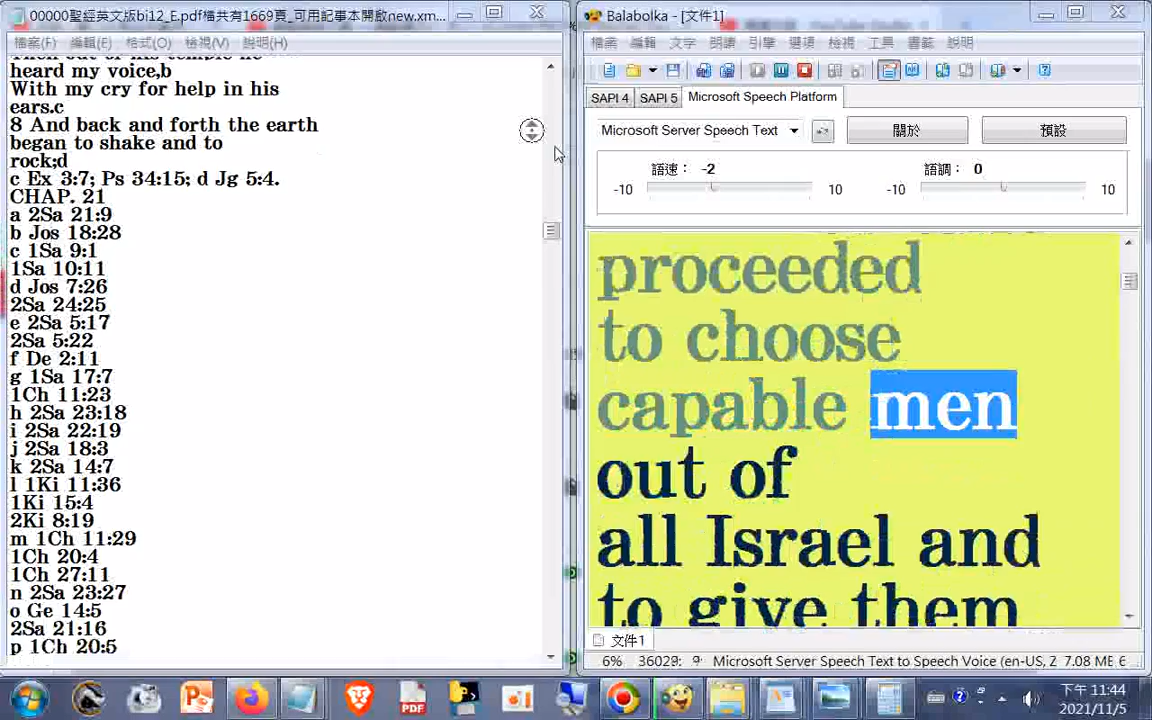 00000聖經英文版bi12_E.pdf檔共有1669頁_可用記事本開啟new.xm...
檔案(F) 編輯(E) 格式(O) 檢視(V) 說明(H)
heard my voice,b
With my cry for help in his
ears.c
8 And back and forth the earth
began to shake and to
rock;d
c Ex 3:7; Ps 34:15; d Jg 5:4.
CHAP. 21
a 2Sa 21:9
b Jos 18:28
c 1Sa 9:1
1Sa 10:11
d Jos 7:26
2Sa 24:25
e 2Sa 5:17
2Sa 5:22
f De 2:11
g 1Sa 17:7
1Ch 11:23
h 2Sa 23:18
i 2Sa 22:19
j 2Sa 18:3
k 2Sa 14:7
l 1Ki 11:36
1Ki 15:4
2Ki 8:19
m 1Ch 11:29
1Ch 20:4
1Ch 27:11
n 2Sa 23:27
o Ge 14:5
2Sa 21:16
p 1Ch 20:5
Balabolka - [文件1]
檔案 編輯 文字 朗讀 引擎 選項 檢視 工具 書籤 說明
SAPI 4 SAPI 5 Microsoft Speech Platform
Microsoft Server Speech Text 關於 預設
語速： -2 語調： 0
-10 10 -10 10
proceeded
to choose
capable men
out of
all Israel and
to give them
文件1
6% Microsoft Server Speech Text to Speech Voice (en-US, 2 7.08 MB 6
PDF
下午 11:44
2021/11/5